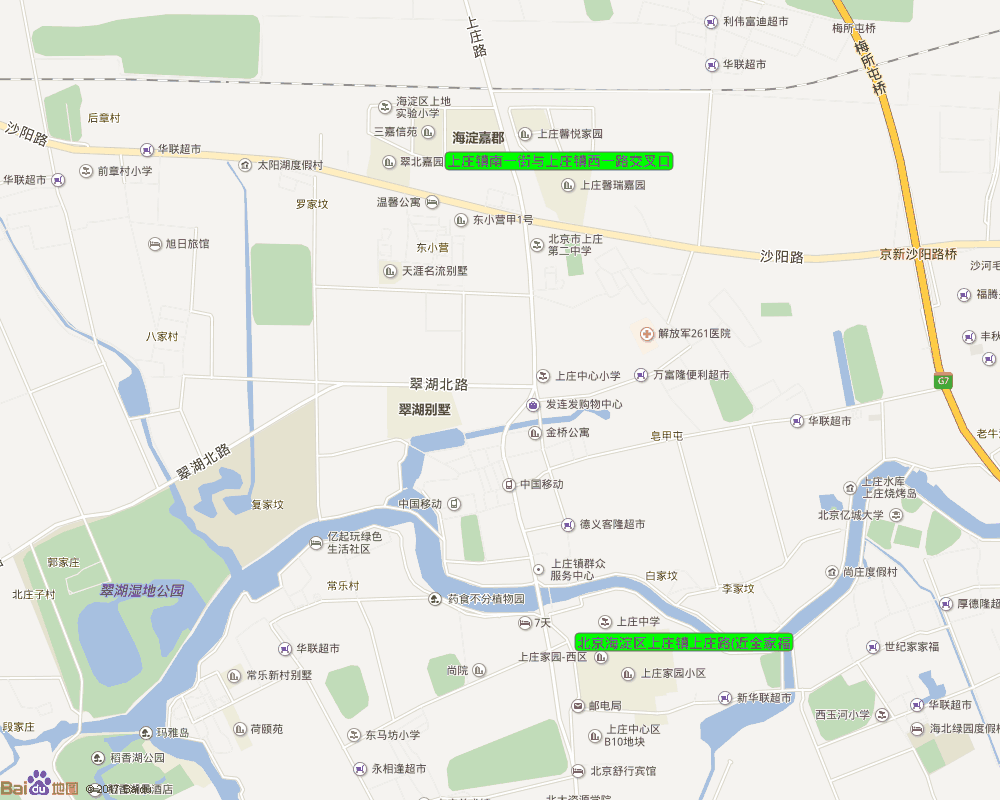 上庄路
利伟富迪超市
梅所屯桥
梅所屯桥
华联超市
海淀区上地
实验小学
后章村
三嘉信苑
海淀嘉郡
上庄馨悦家园
沙阳路
华联超市
太阳湖度假村
翠北嘉园
上庄镇南一街与上庄镇西一路交叉口
华联超市
前章村小学
上庄馨瑞嘉园
罗家坟
温馨公寓
东小营甲1号
旭日旅馆
东小营
北京市上庄
第二中学
沙阳路
京新沙阳路桥
沙河毛
天涯名流别墅
福腾
八家村
解放军261医院
丰秋
翠湖北路
上庄中心小学
万富隆便利超市
G7
翠湖别墅
发连发购物中心
华联超市
金桥公寓
皂甲屯
老牛
翠湖北路
中国移动
上庄水库
上庄烧烤岛
复家坟
中国移动
北京亿城大学
德义客隆超市
亿起玩绿色
生活社区
郭家庄
上庄镇群众
服务中心
白家坟
尚庄度假村
北庄子村
翠湖湿地公园
常乐村
李家坟
药食不分植物园
厚德隆超
7天
上庄中学
北京海淀区上庄镇上庄路(近全家福
华联超市
上庄家园-西区
世纪家家福
常乐新村别墅
尚院
上庄家园小区
新华联超市
邮电局
华联超市
西玉河小学
段家庄
玛雅岛
荷颐苑
东马坊小学
上庄中心区
B10地块
海北绿园度假
稻香湖公园
永相逢超市
北京舒行宾馆
Bai du 地图
© 2017 Baidu
酒店